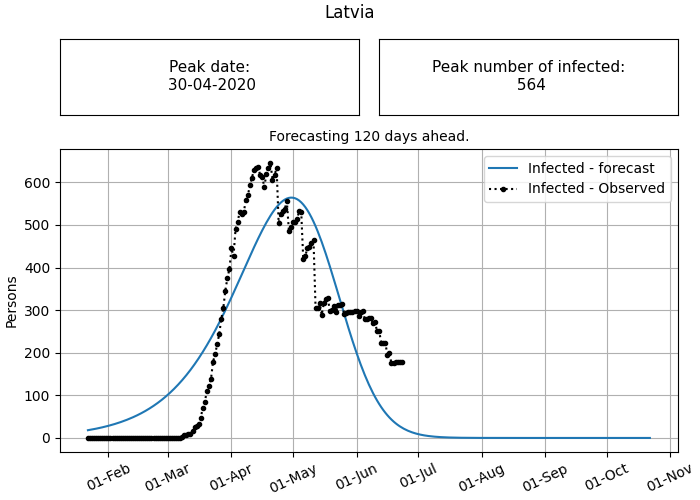 Latvia
Peak date:
30-04-2020
Peak number of infected:
564
Forecasting 120 days ahead.
Infected - forecast
Infected - Observed
Persons
600
500
400
300
200
100
0
01-Feb
01-Mar
01-Apr
01-May
01-Jun
01-Jul
01-Aug
01-Sep
01-Oct
01-Nov